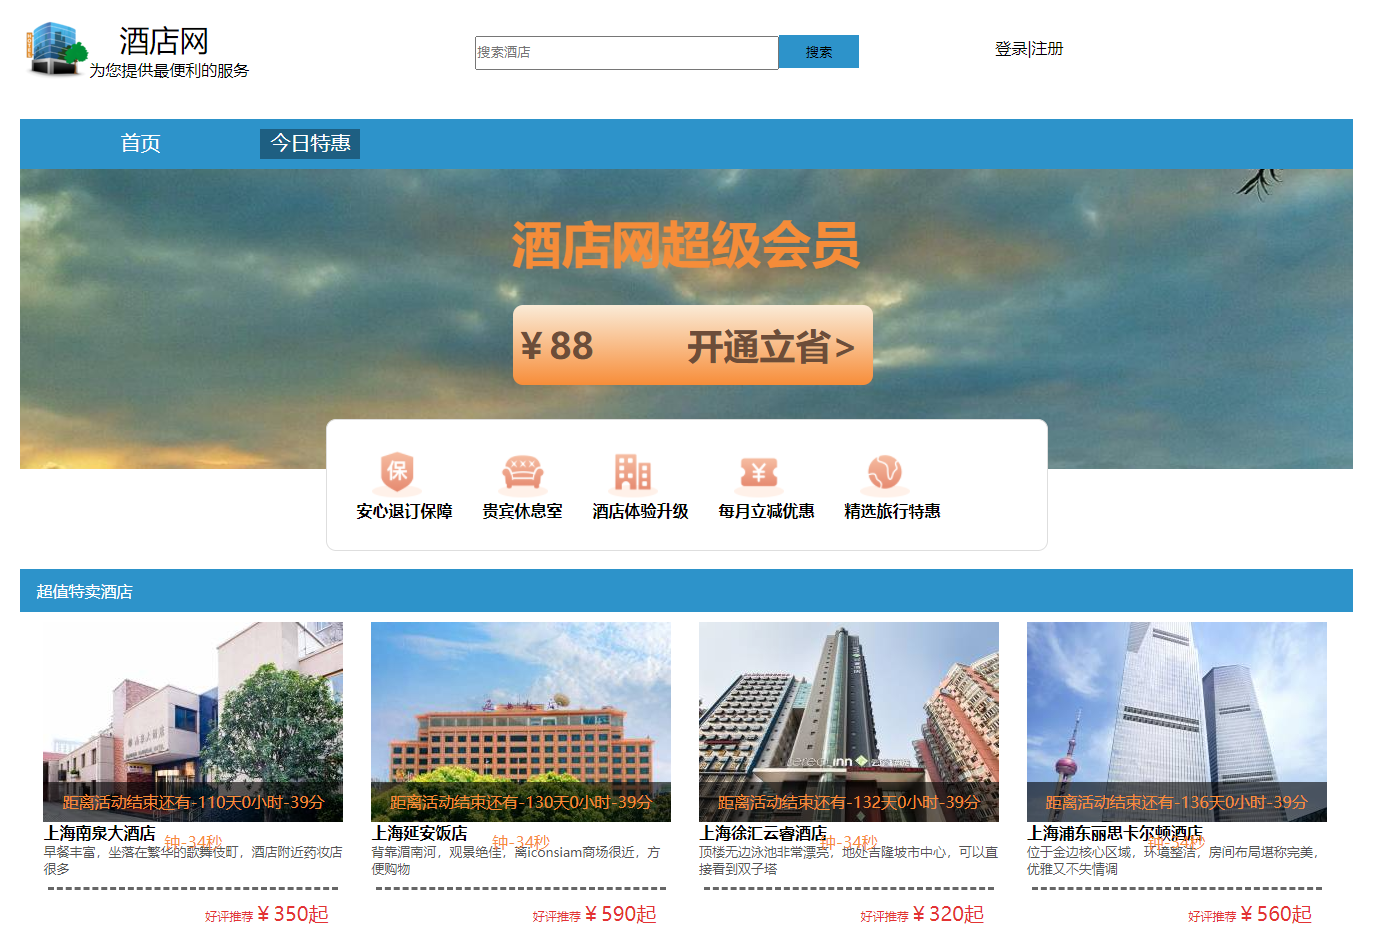 酒店网
为您提供最便利的服务
搜索酒店
搜索
登录|注册
首页
今日特惠
酒店网超级会员
￥88 开通立省>
保
¥
安心退订保障
贵宾休息室
酒店体验升级
每月立减优惠
精选旅行特惠
超值特卖酒店
距离活动结束还有-110天0小时-39分
钟-34秒
上海南泉大酒店
早餐丰富，坐落在繁华的歌舞伎町，酒店附近药妆店
很多
好评推荐￥350起
距离活动结束还有-130天0小时-39分
钟-34秒
上海延安饭店
背靠湄南河，观景绝佳，离iconsiam商场很近，方
便购物
好评推荐￥590起
距离活动结束还有-132天0小时-39分
钟-34秒
上海徐汇云睿酒店
顶楼无边泳池非常漂亮，地处吉隆坡市中心，可以直
接看到双子塔
好评推荐￥320起
距离活动结束还有-136天0小时-39分
钟-34秒
上海浦东丽思卡尔顿酒店
位于金边核心区域，环境整洁，房间布局堪称完美，
优雅又不失情调
好评推荐￥560起